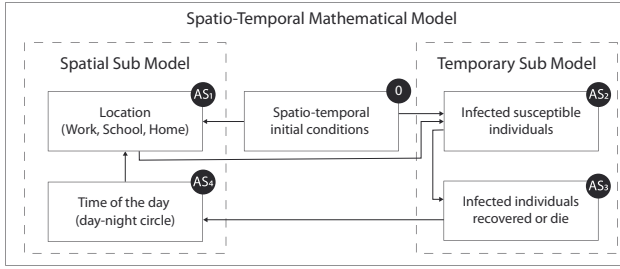 Spatio-Temporal Mathematical Model
Spatial Sub Model
Temporary Sub Model
AS1
Location
(Work, School, Home)
0
Spatio-temporal
initial conditions
AS2
Infected susceptible
individuals
AS4
Time of the day
(day-night circle)
AS3
Infected individuals
recovered or die